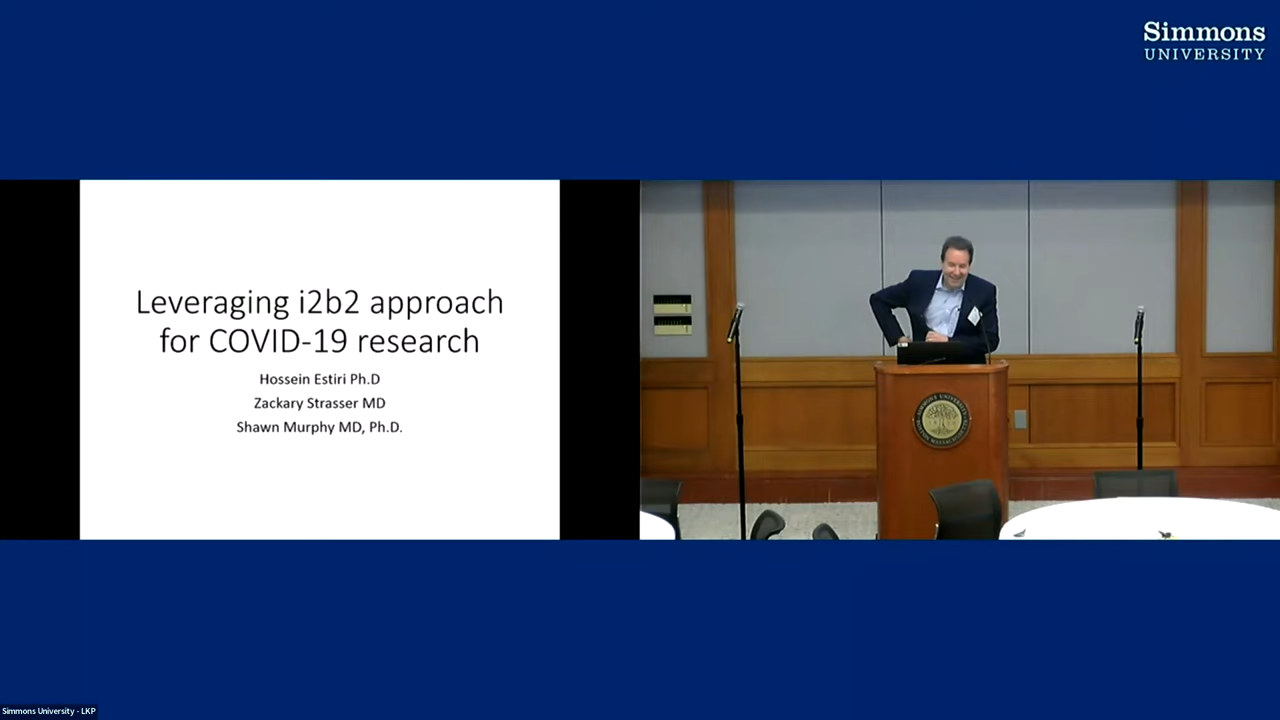 Simmons
UNIVERSITY
Leveraging i2b2 approach
for COVID-19 research
Hossein Estiri Ph.D
Zackary Strasser MD
Shawn Murphy MD, Ph.D.
Simmons University - LKP